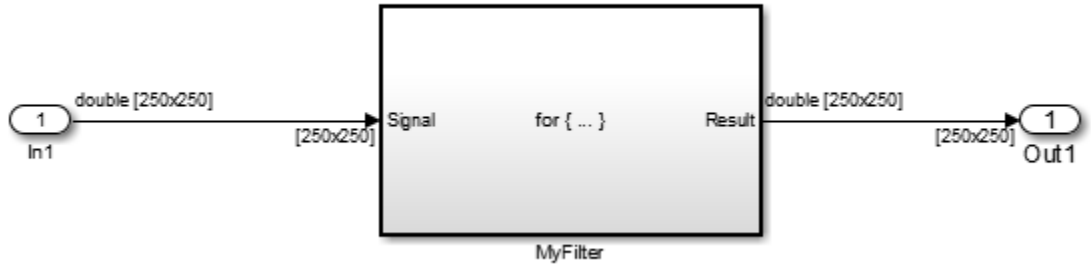 double [250x250]
1
In1
[250x250]
Signal
for { ... }
Result
MyFilter
double [250x250]
[250x250]
1
Out1